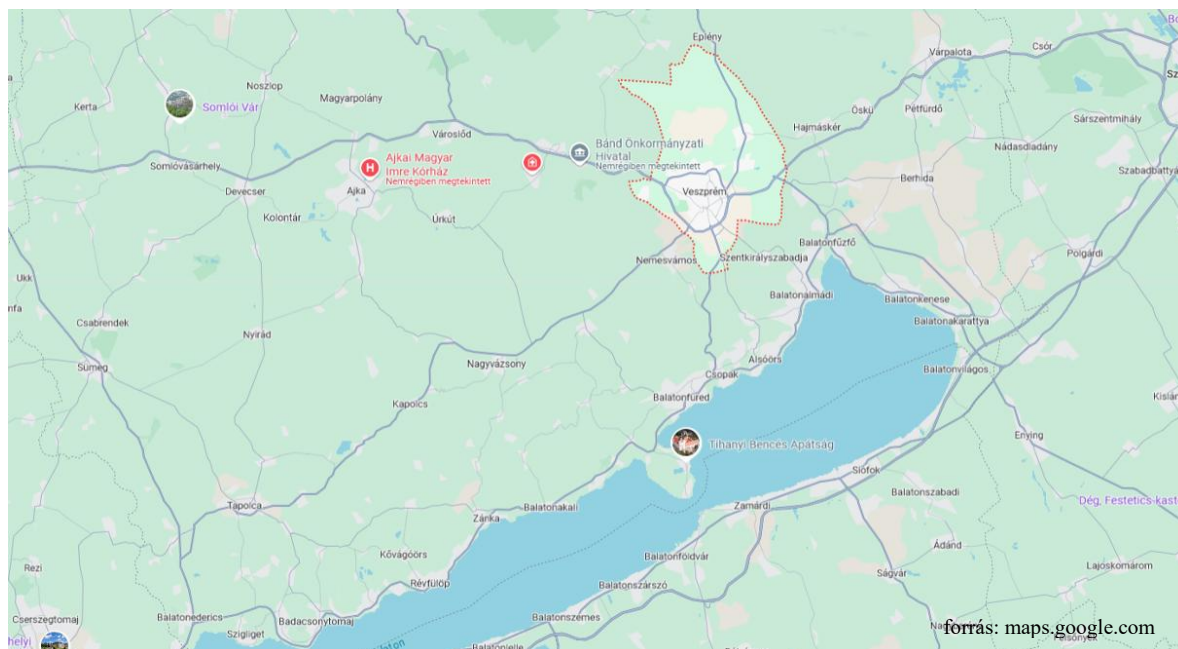 Eplény
Várpalota
Csór
Noszlop
Kerta
Somlói Vár
Magyarpolány
Pétfürdő
Öskü
Sárszentmihály
Hajmáskér
Városlőd
Bánd Önkormányzati
Hivatal
Nemrégiben megtekintett
Nádasdladány
Ajkai Magyar
Imre Kórház
Nemrégiben megtekintett
Somlóvásárhely
Szabadbattyá
Berhida
Devecser
Ajka
Veszprém
Kolontár
Úrkút
Balatonfűzfő
Polgárdi
Nemesvámos
Szentkirályszabadja
Ukk
Balatonalmádi
Balatonkenese
Csabrendek
Balatonakarattya
Nyirád
Alsóörs
Nagyvázsony
Sümeg
Csopak
Balatonvilágos
Balatonfüred
Kapolcs
Enying
Tihanyi Bencés Apátság
Siófok
Balatonszabadi
Dég, Festetics-kast
Tapolca
Balatonakali
Zánka
Zamárdi
Ádánd
Kővágóörs
Balatonföldvár
Rezi
Révfülöp
Ságvár
Lajoskomárom
Balatonszárszó
Cserszegtomaj
Balatonederics
Badacsonytomaj
Balatonszemes
Szigliget
helyi
forrás: maps.google.com
Balatonlelle